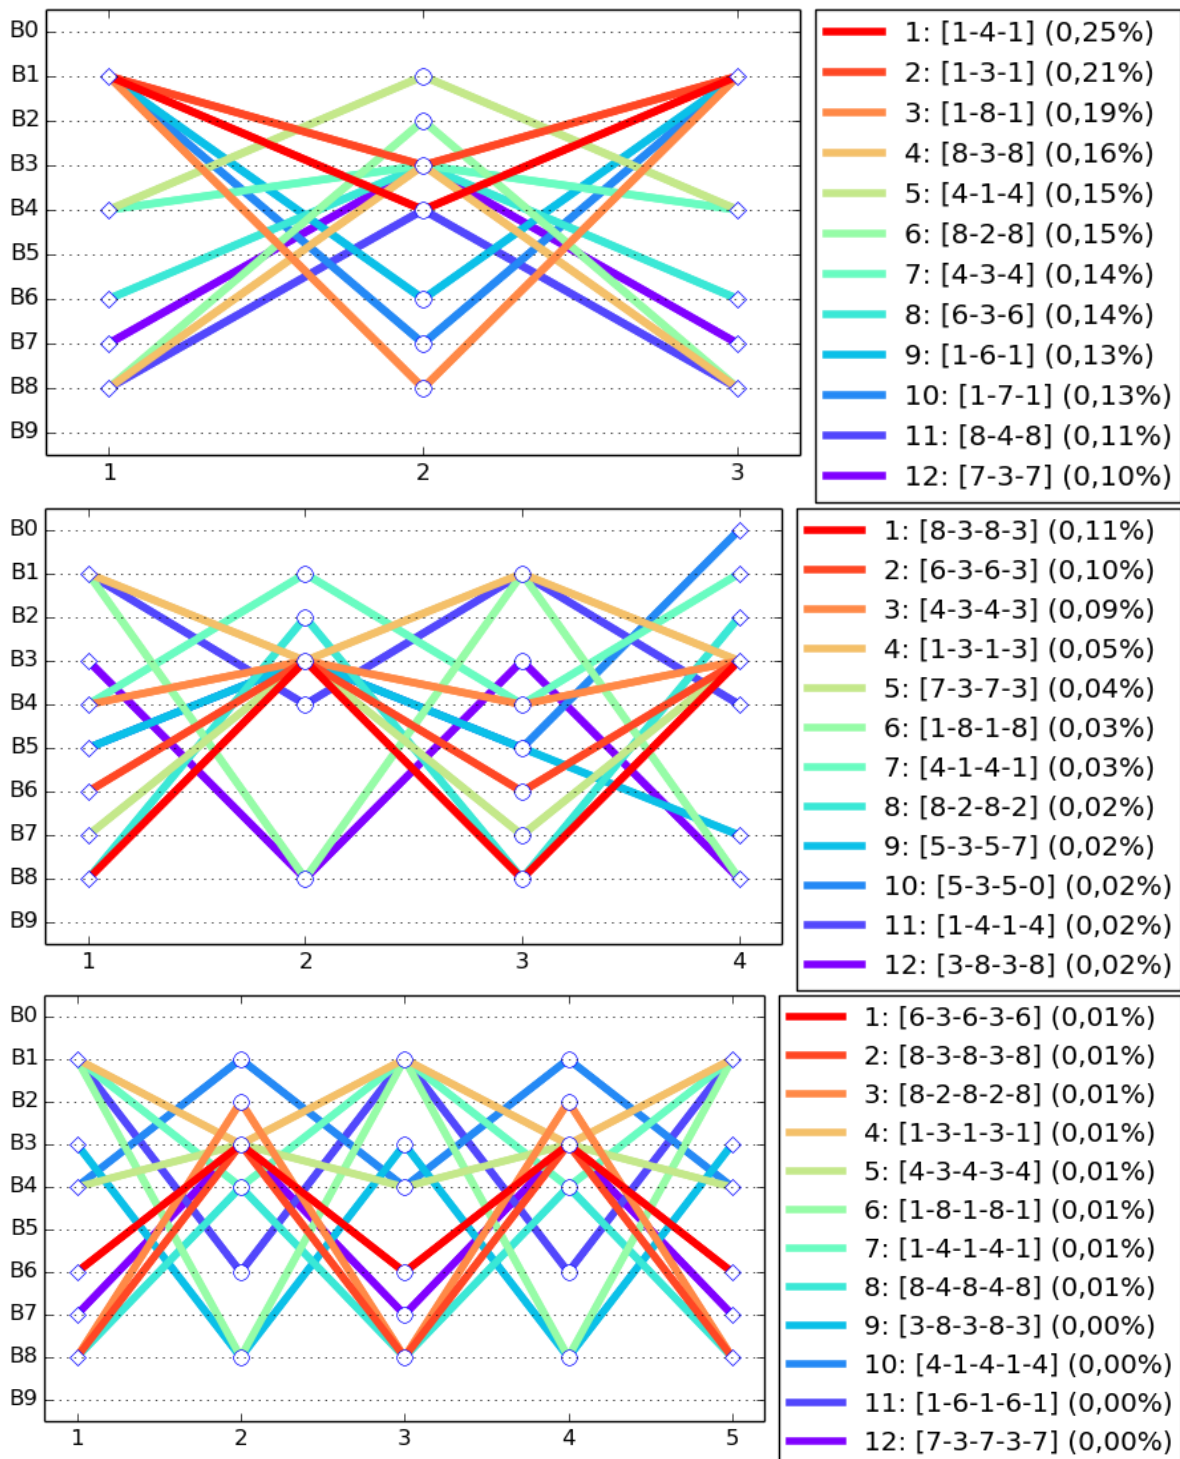 B0
B1
B2
B3
B4
B5
B6
B7
B8
B9
1 2 3
1: [1-4-1] (0,25%)
2: [1-3-1] (0,21%)
3: [1-8-1] (0,19%)
4: [8-3-8] (0,16%)
5: [4-1-4] (0,15%)
6: [8-2-8] (0,15%)
7: [4-3-4] (0,14%)
8: [6-3-6] (0,14%)
9: [1-6-1] (0,13%)
10: [1-7-1] (0,13%)
11: [8-4-8] (0,11%)
12: [7-3-7] (0,10%)
B0
B1
B2
B3
B4
B5
B6
B7
B8
B9
1 2 3 4
1: [8-3-8-3] (0,11%)
2: [6-3-6-3] (0,10%)
3: [4-3-4-3] (0,09%)
4: [1-3-1-3] (0,05%)
5: [7-3-7-3] (0,04%)
6: [1-8-1-8] (0,03%)
7: [4-1-4-1] (0,03%)
8: [8-2-8-2] (0,02%)
9: [5-3-5-7] (0,02%)
10: [5-3-5-0] (0,02%)
11: [1-4-1-4] (0,02%)
12: [3-8-3-8] (0,02%)
B0
B1
B2
B3
B4
B5
B6
B7
B8
B9
1 2 3 4 5
1: [6-3-6-3-6] (0,01%)
2: [8-3-8-3-8] (0,01%)
3: [8-2-8-2-8] (0,01%)
4: [1-3-1-3-1] (0,01%)
5: [4-3-4-3-4] (0,01%)
6: [1-8-1-8-1] (0,01%)
7: [1-4-1-4-1] (0,01%)
8: [8-4-8-4-8] (0,01%)
9: [3-8-3-8-3] (0,00%)
10: [4-1-4-1-4] (0,00%)
11: [1-6-1-6-1] (0,00%)
12: [7-3-7-3-7] (0,00%)